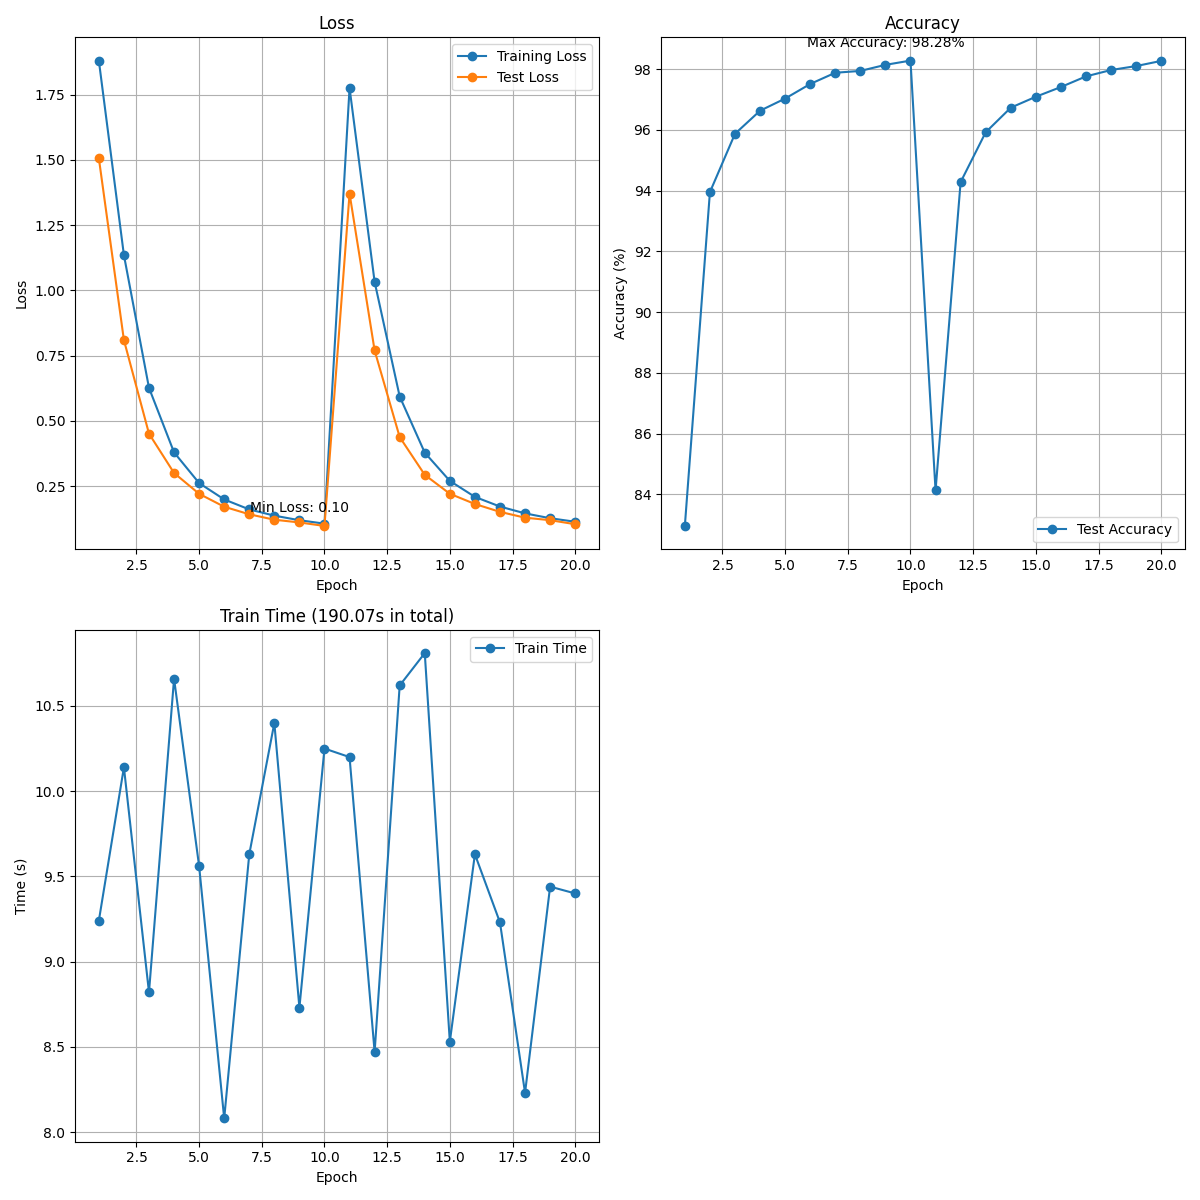 Loss
Training Loss
Test Loss
1.75
1.50
1.25
1.00
0.75
0.50
0.25
Loss
Min Loss: 0.10
2.5 5.0 7.5 10.0 12.5 15.0 17.5 20.0
Epoch
Accuracy
Max Accuracy: 98.28%
98
96
94
92
90
88
86
84
Accuracy (%)
Test Accuracy
2.5 5.0 7.5 10.0 12.5 15.0 17.5 20.0
Epoch
Train Time (190.07s in total)
Train Time
10.5
10.0
9.5
9.0
8.5
8.0
Time (s)
2.5 5.0 7.5 10.0 12.5 15.0 17.5 20.0
Epoch